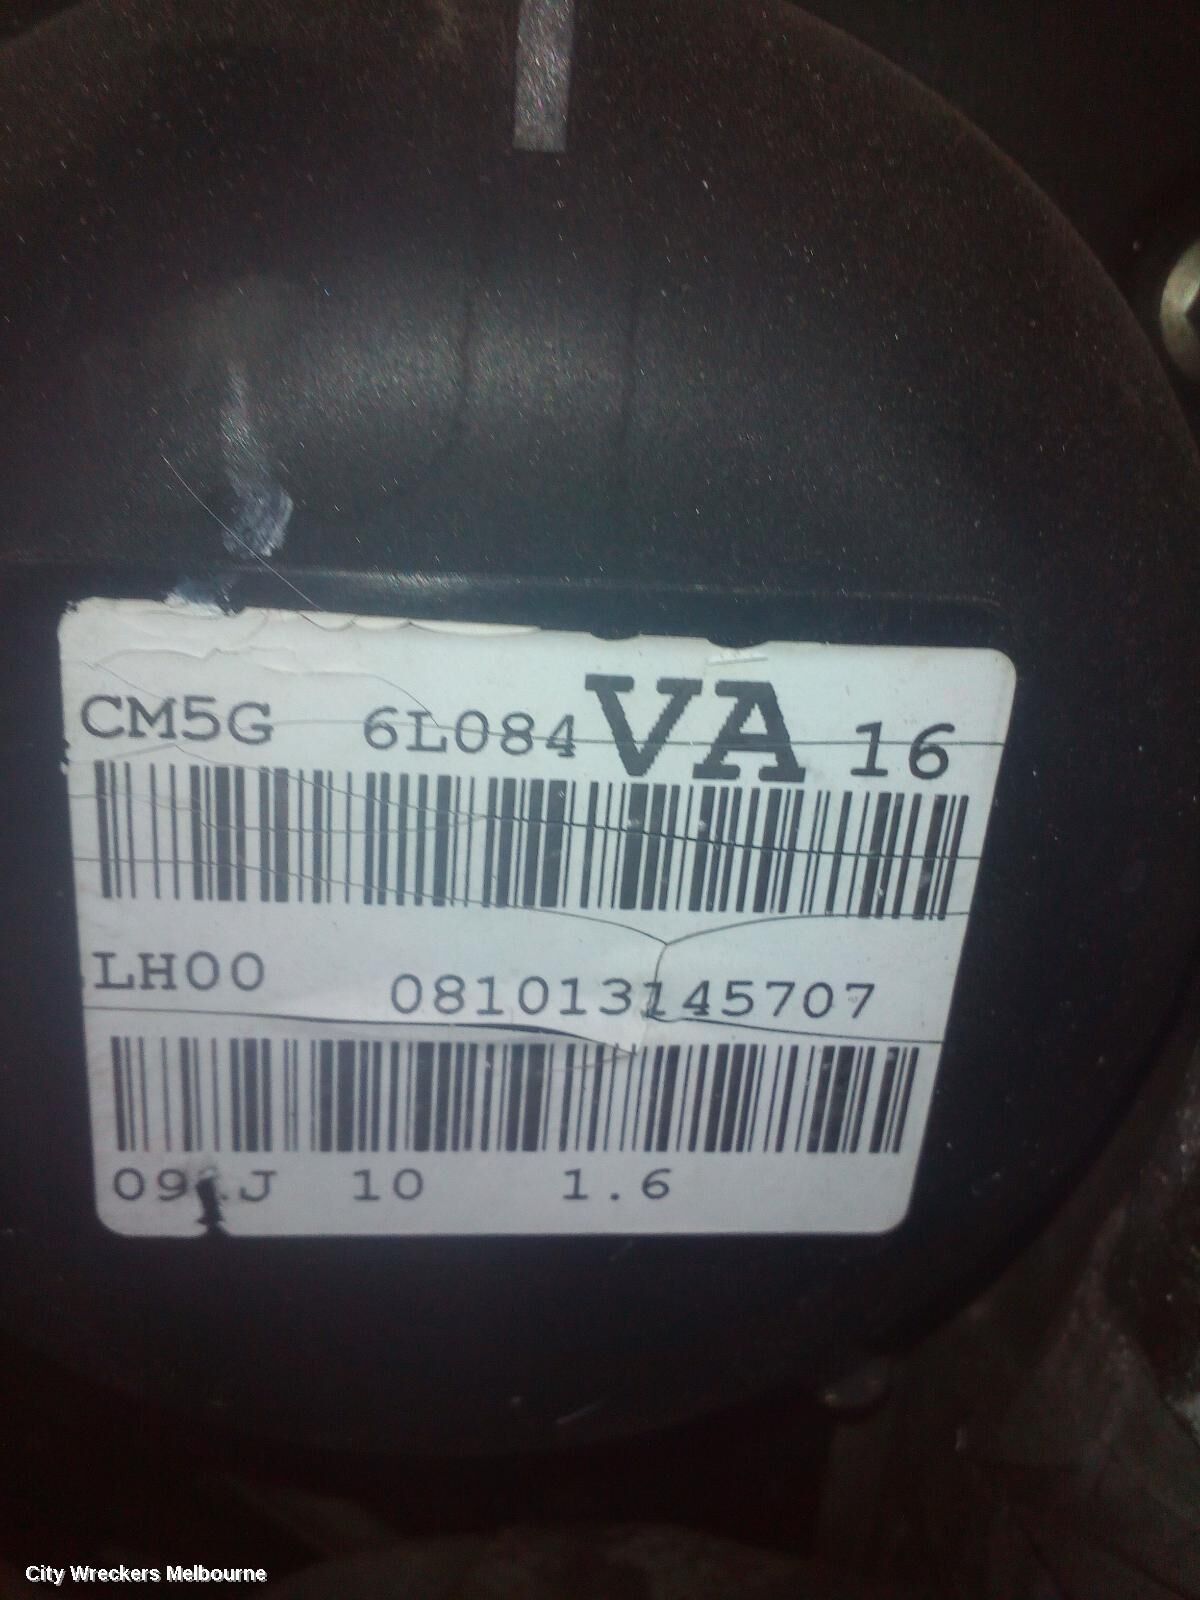 CM5G 6L084 VA 16
LH00 081013145707
10 1.6
City Wreckers Melbourne